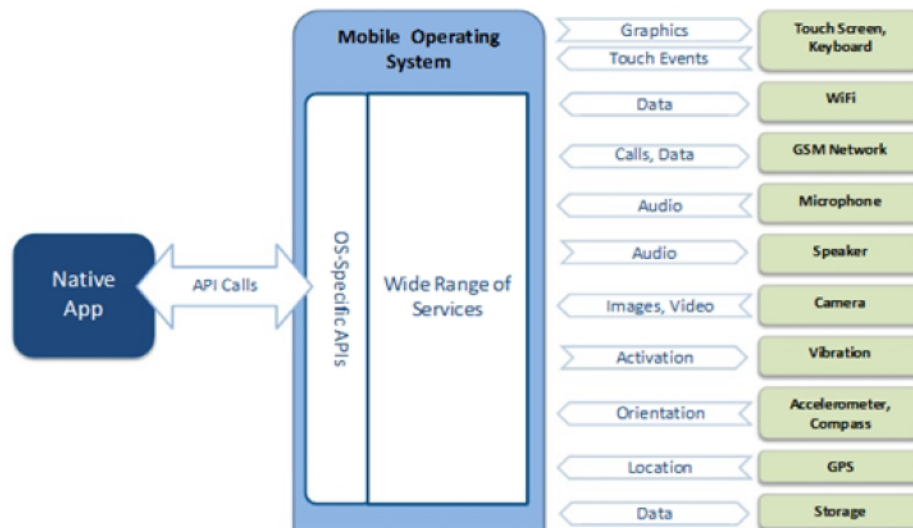 Mobile Operating
System
Graphics
Touch Screen,
Keyboard
Touch Events
Data
WiFi
Calls, Data
GSM Network
Audio
Microphone
Audio
Speaker
Native
App
API Calls
OS-Specific APIs
Wide Range of
Services
Images, Video
Camera
Activation
Vibration
Orientation
Accelerometer,
Compass
Location
GPS
Data
Storage